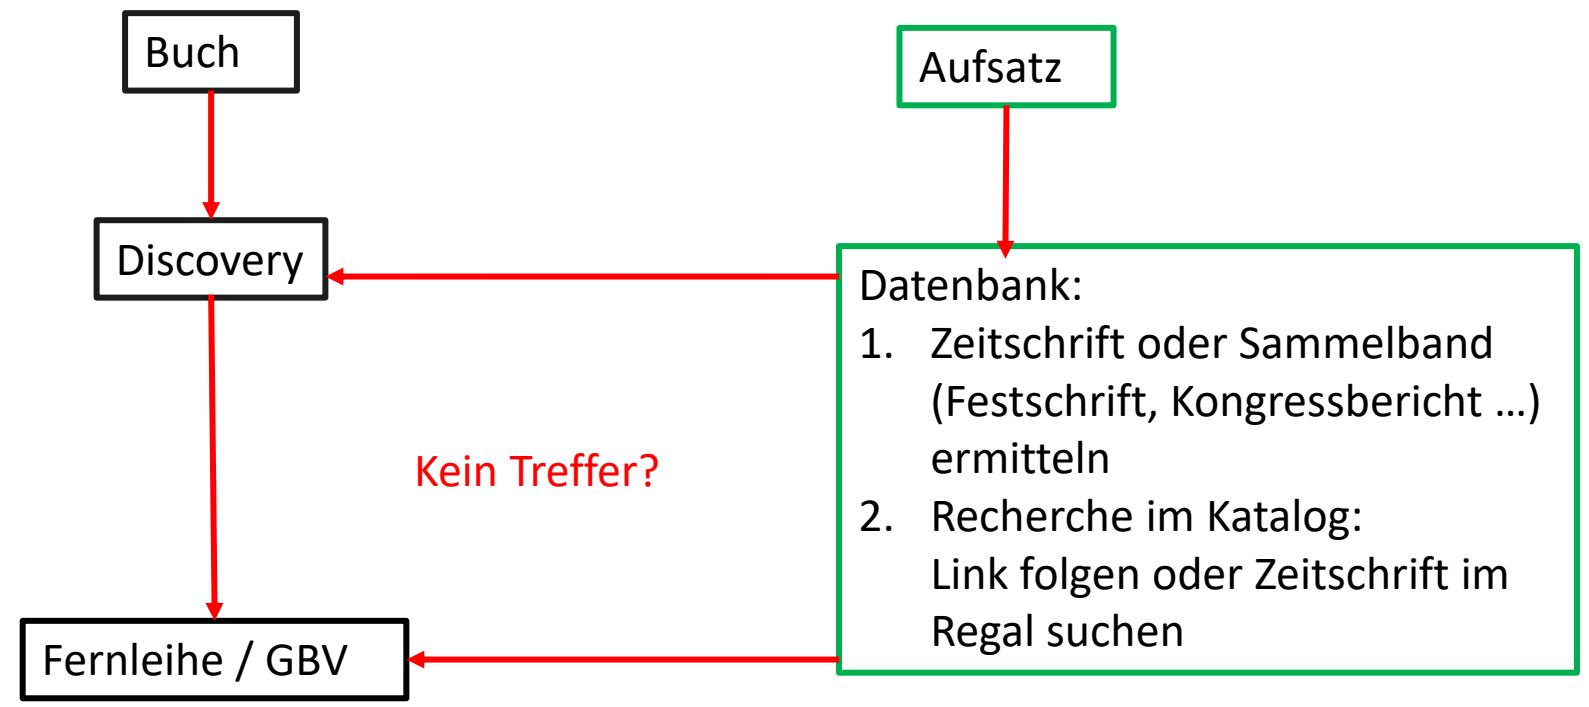 Buch
Aufsatz
Discovery
Datenbank:
1. Zeitschrift oder Sammelband
(Festschrift, Kongressbericht …)
ermitteln
2. Recherche im Katalog:
Link folgen oder Zeitschrift im
Regal suchen
Kein Treffer?
Fernleihe / GBV